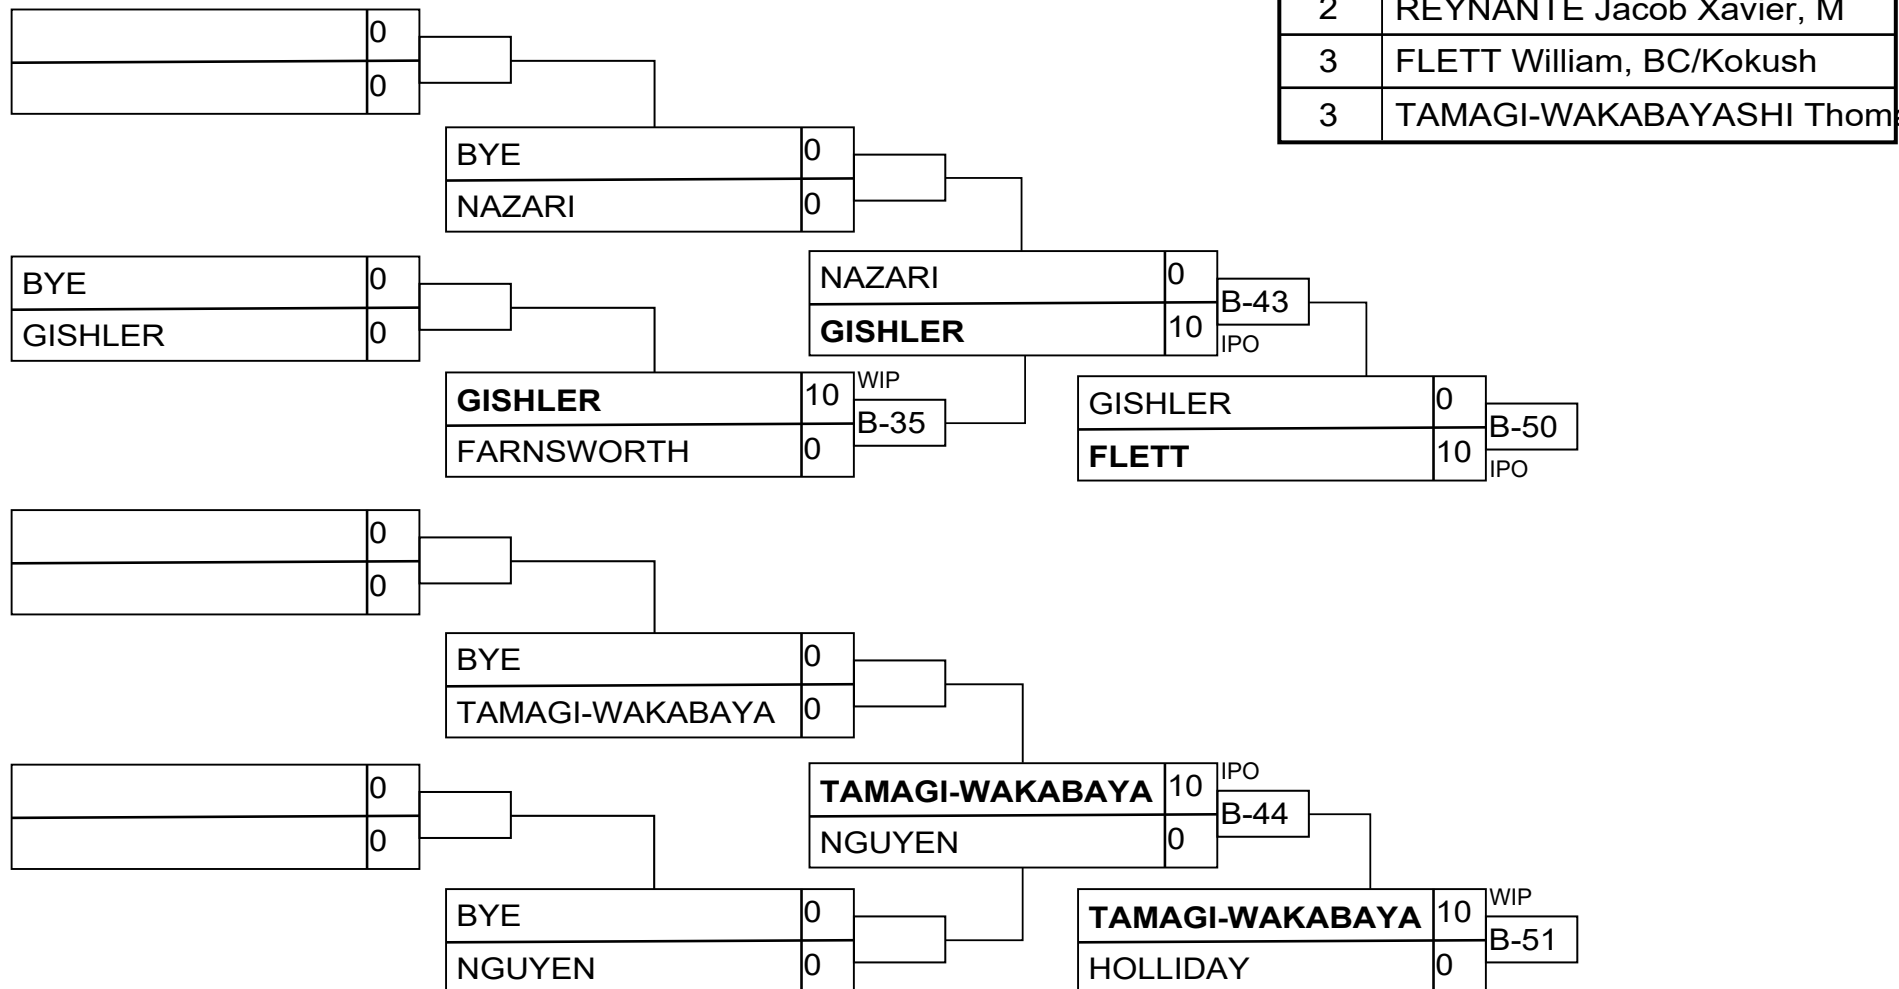 0
0
2 REYNANTE Jacob Xavier, M
3 FLETT William, BC/Kokush
3 TAMAGI-WAKABAYASHI Thom
BYE 0
NAZARI 0
BYE 0
GISHLER 0
NAZARI 0
GISHLER 10
B-43
IPO
GISHLER 10
FARNSWORTH 0
WIP
B-35
GISHLER 0
FLETT 10
B-50
IPO
0
0
BYE 0
TAMAGI-WAKABAYA 0
0
0
TAMAGI-WAKABAYA 10
NGUYEN 0
IPO
B-44
BYE 0
NGUYEN 0
TAMAGI-WAKABAYA 10
HOLLIDAY 0
WIP
B-51